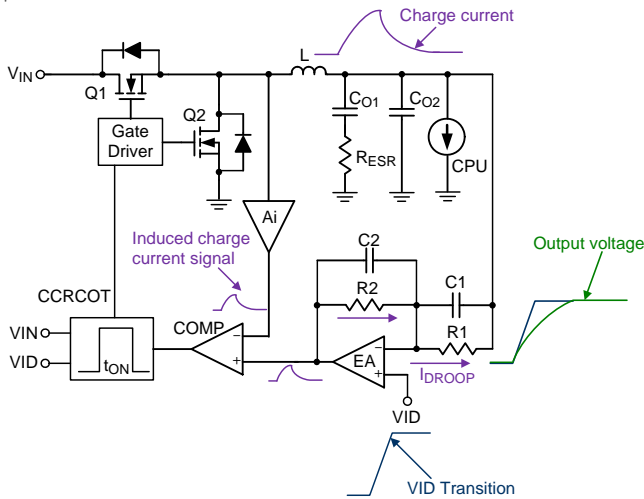 Charge current
L
VIN
Q1
Q2
CO1
CO2
Gate
Driver
RESR
CPU
Ai
Induced charge
current signal
C2
Output voltage
C1
CCRCOT
R2
COMP
VIN
R1
VID
tON
EA
IDROOP
VID
VID Transition